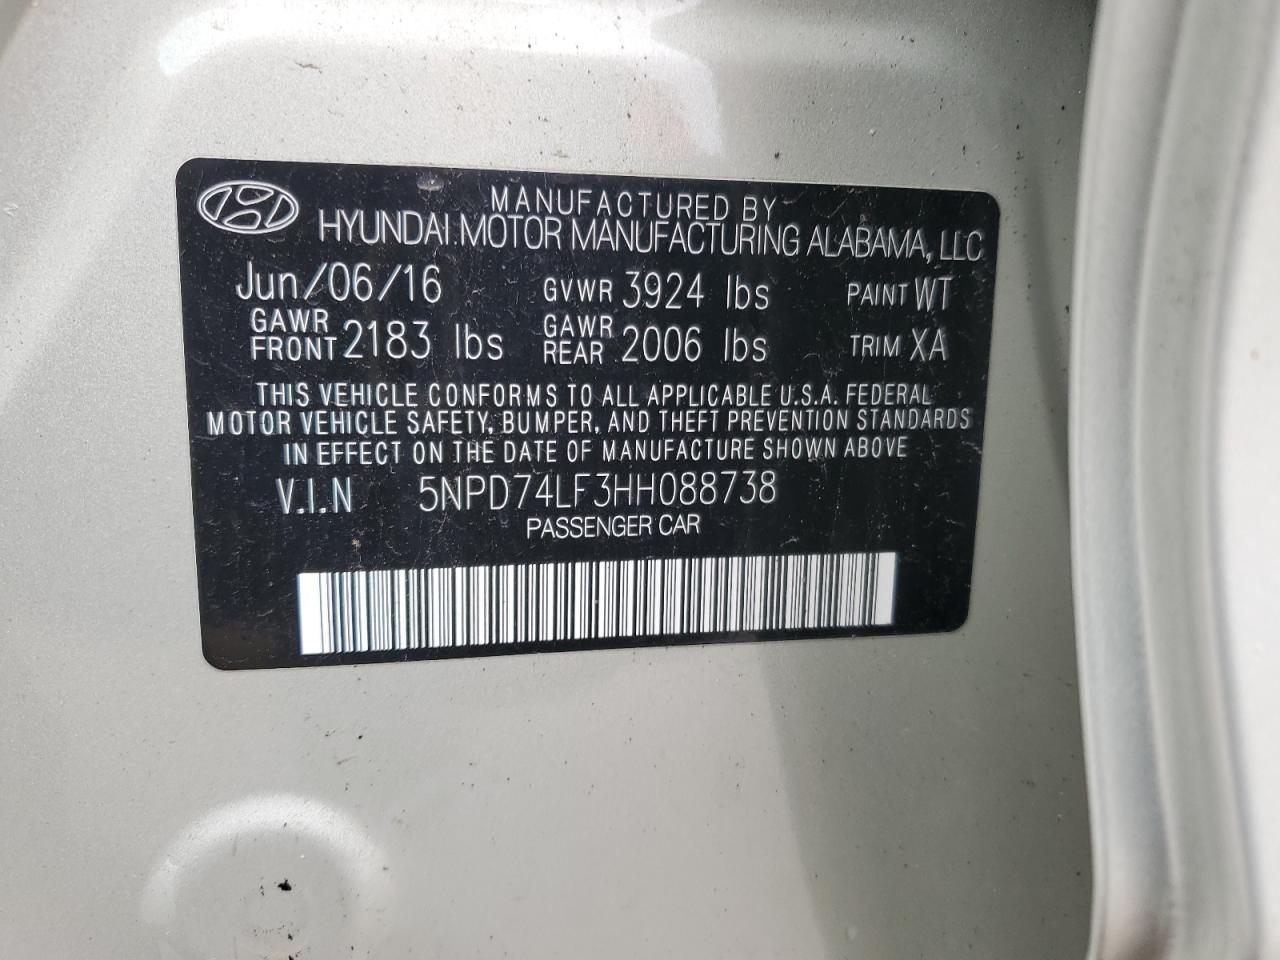 MANUFACTURED BY
HYUNDAI MOTOR MANUFACTURING ALABAMA, LLC
Jun/06/16 GVWR 3924 lbs PAINT WT
GAWR FRONT 2183 lbs GAWR REAR 2006 lbs TRIM XA
THIS VEHICLE CONFORMS TO ALL APPLICABLE U.S.A. FEDERAL
MOTOR VEHICLE SAFETY, BUMPER, AND THEFT PREVENTION STANDARDS
IN EFFECT ON THE DATE OF MANUFACTURE SHOWN ABOVE
V.I.N 5NPD74LF3HH088738
PASSENGER CAR